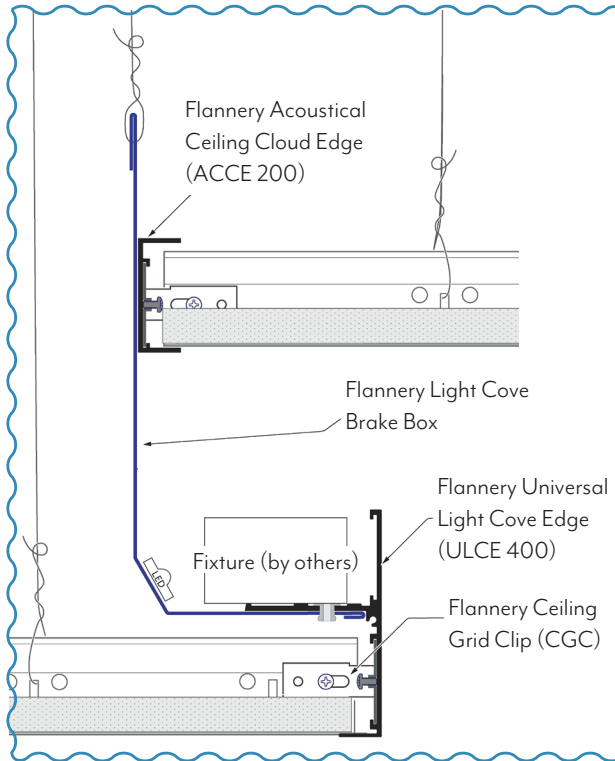 Flannery Acoustical
Ceiling Cloud Edge
(ACCE 200)
Flannery Light Cove
Brake Box
Flannery Universal
Light Cove Edge
(ULCE 400)
Fixture (by others)
LED
Flannery Ceiling
Grid Clip (CGC)